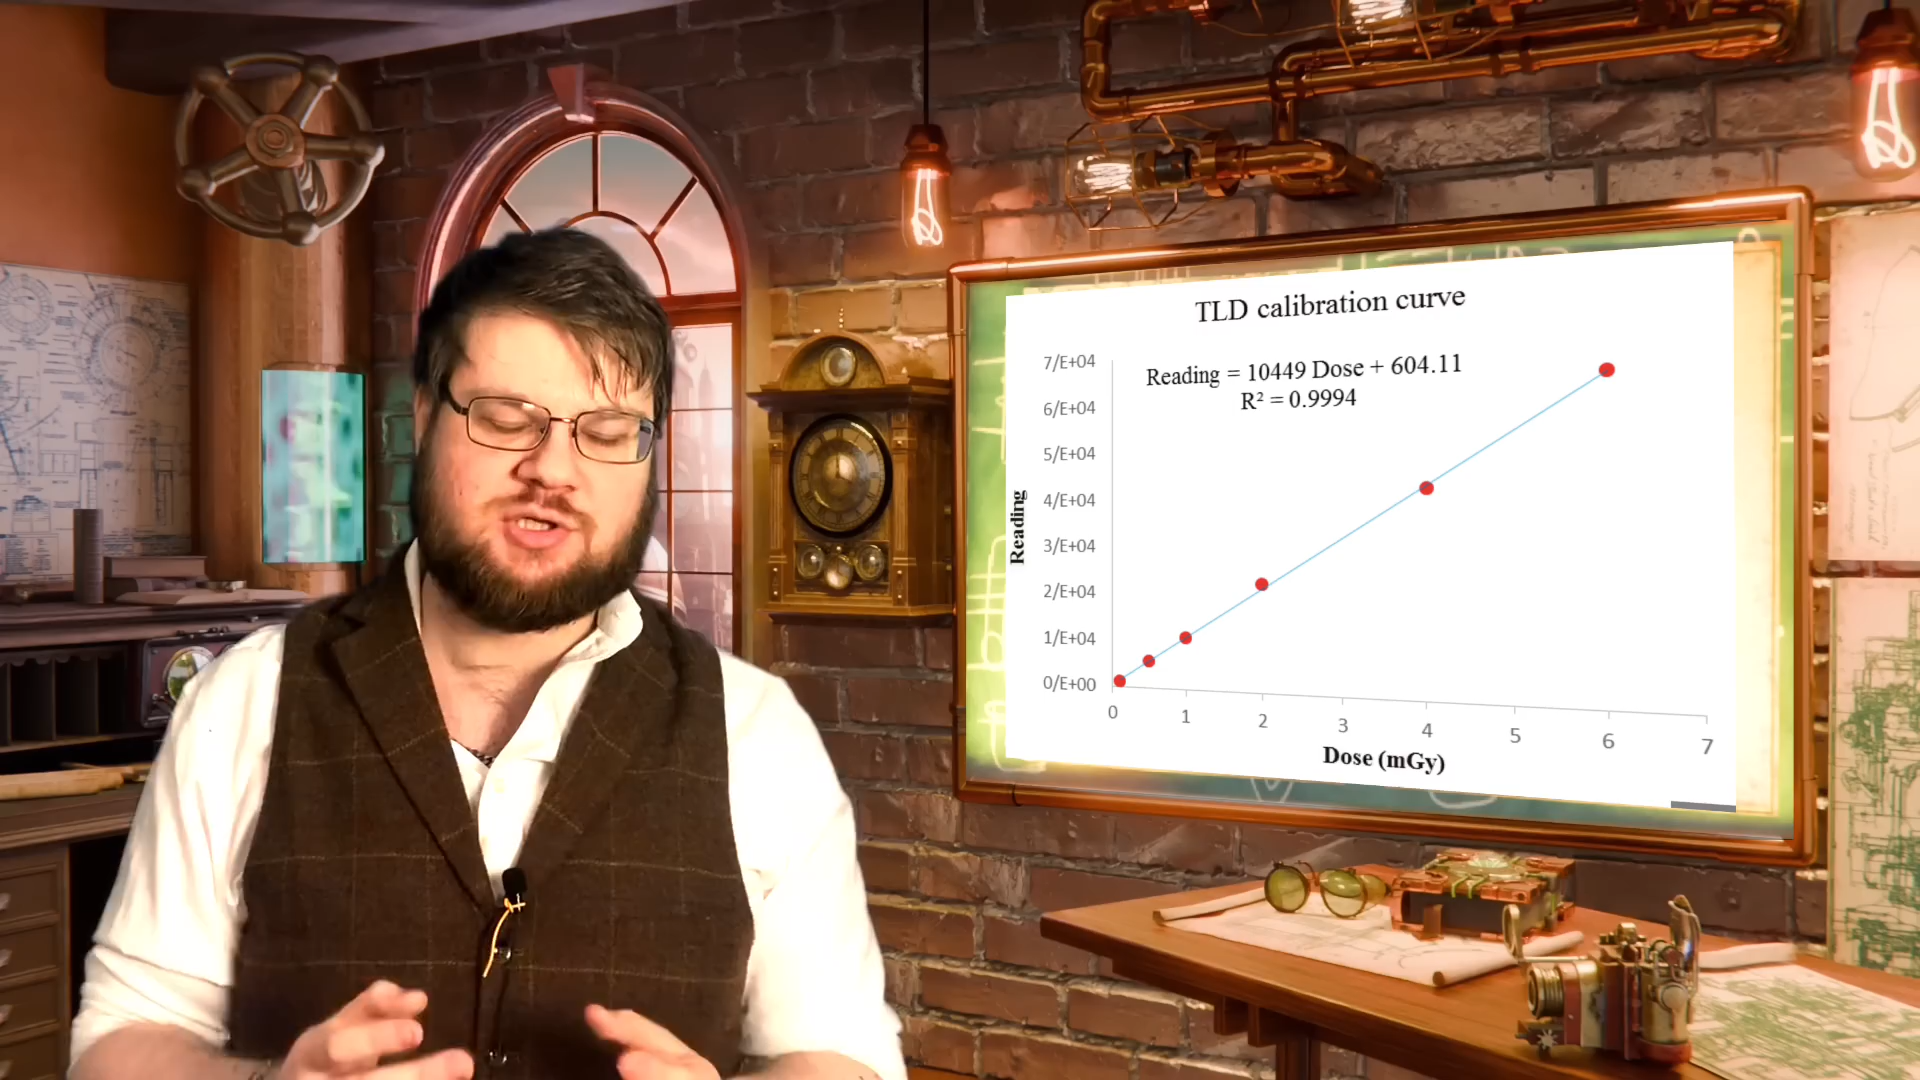 TLD calibration curve
Reading = 10449 Dose + 604.11
R² = 0.9994
7/E+04
6/E+04
5/E+04
4/E+04
3/E+04
2/E+04
1/E+04
0/E+00
Reading
0 1 2 3 4 5 6 7
Dose (mGy)